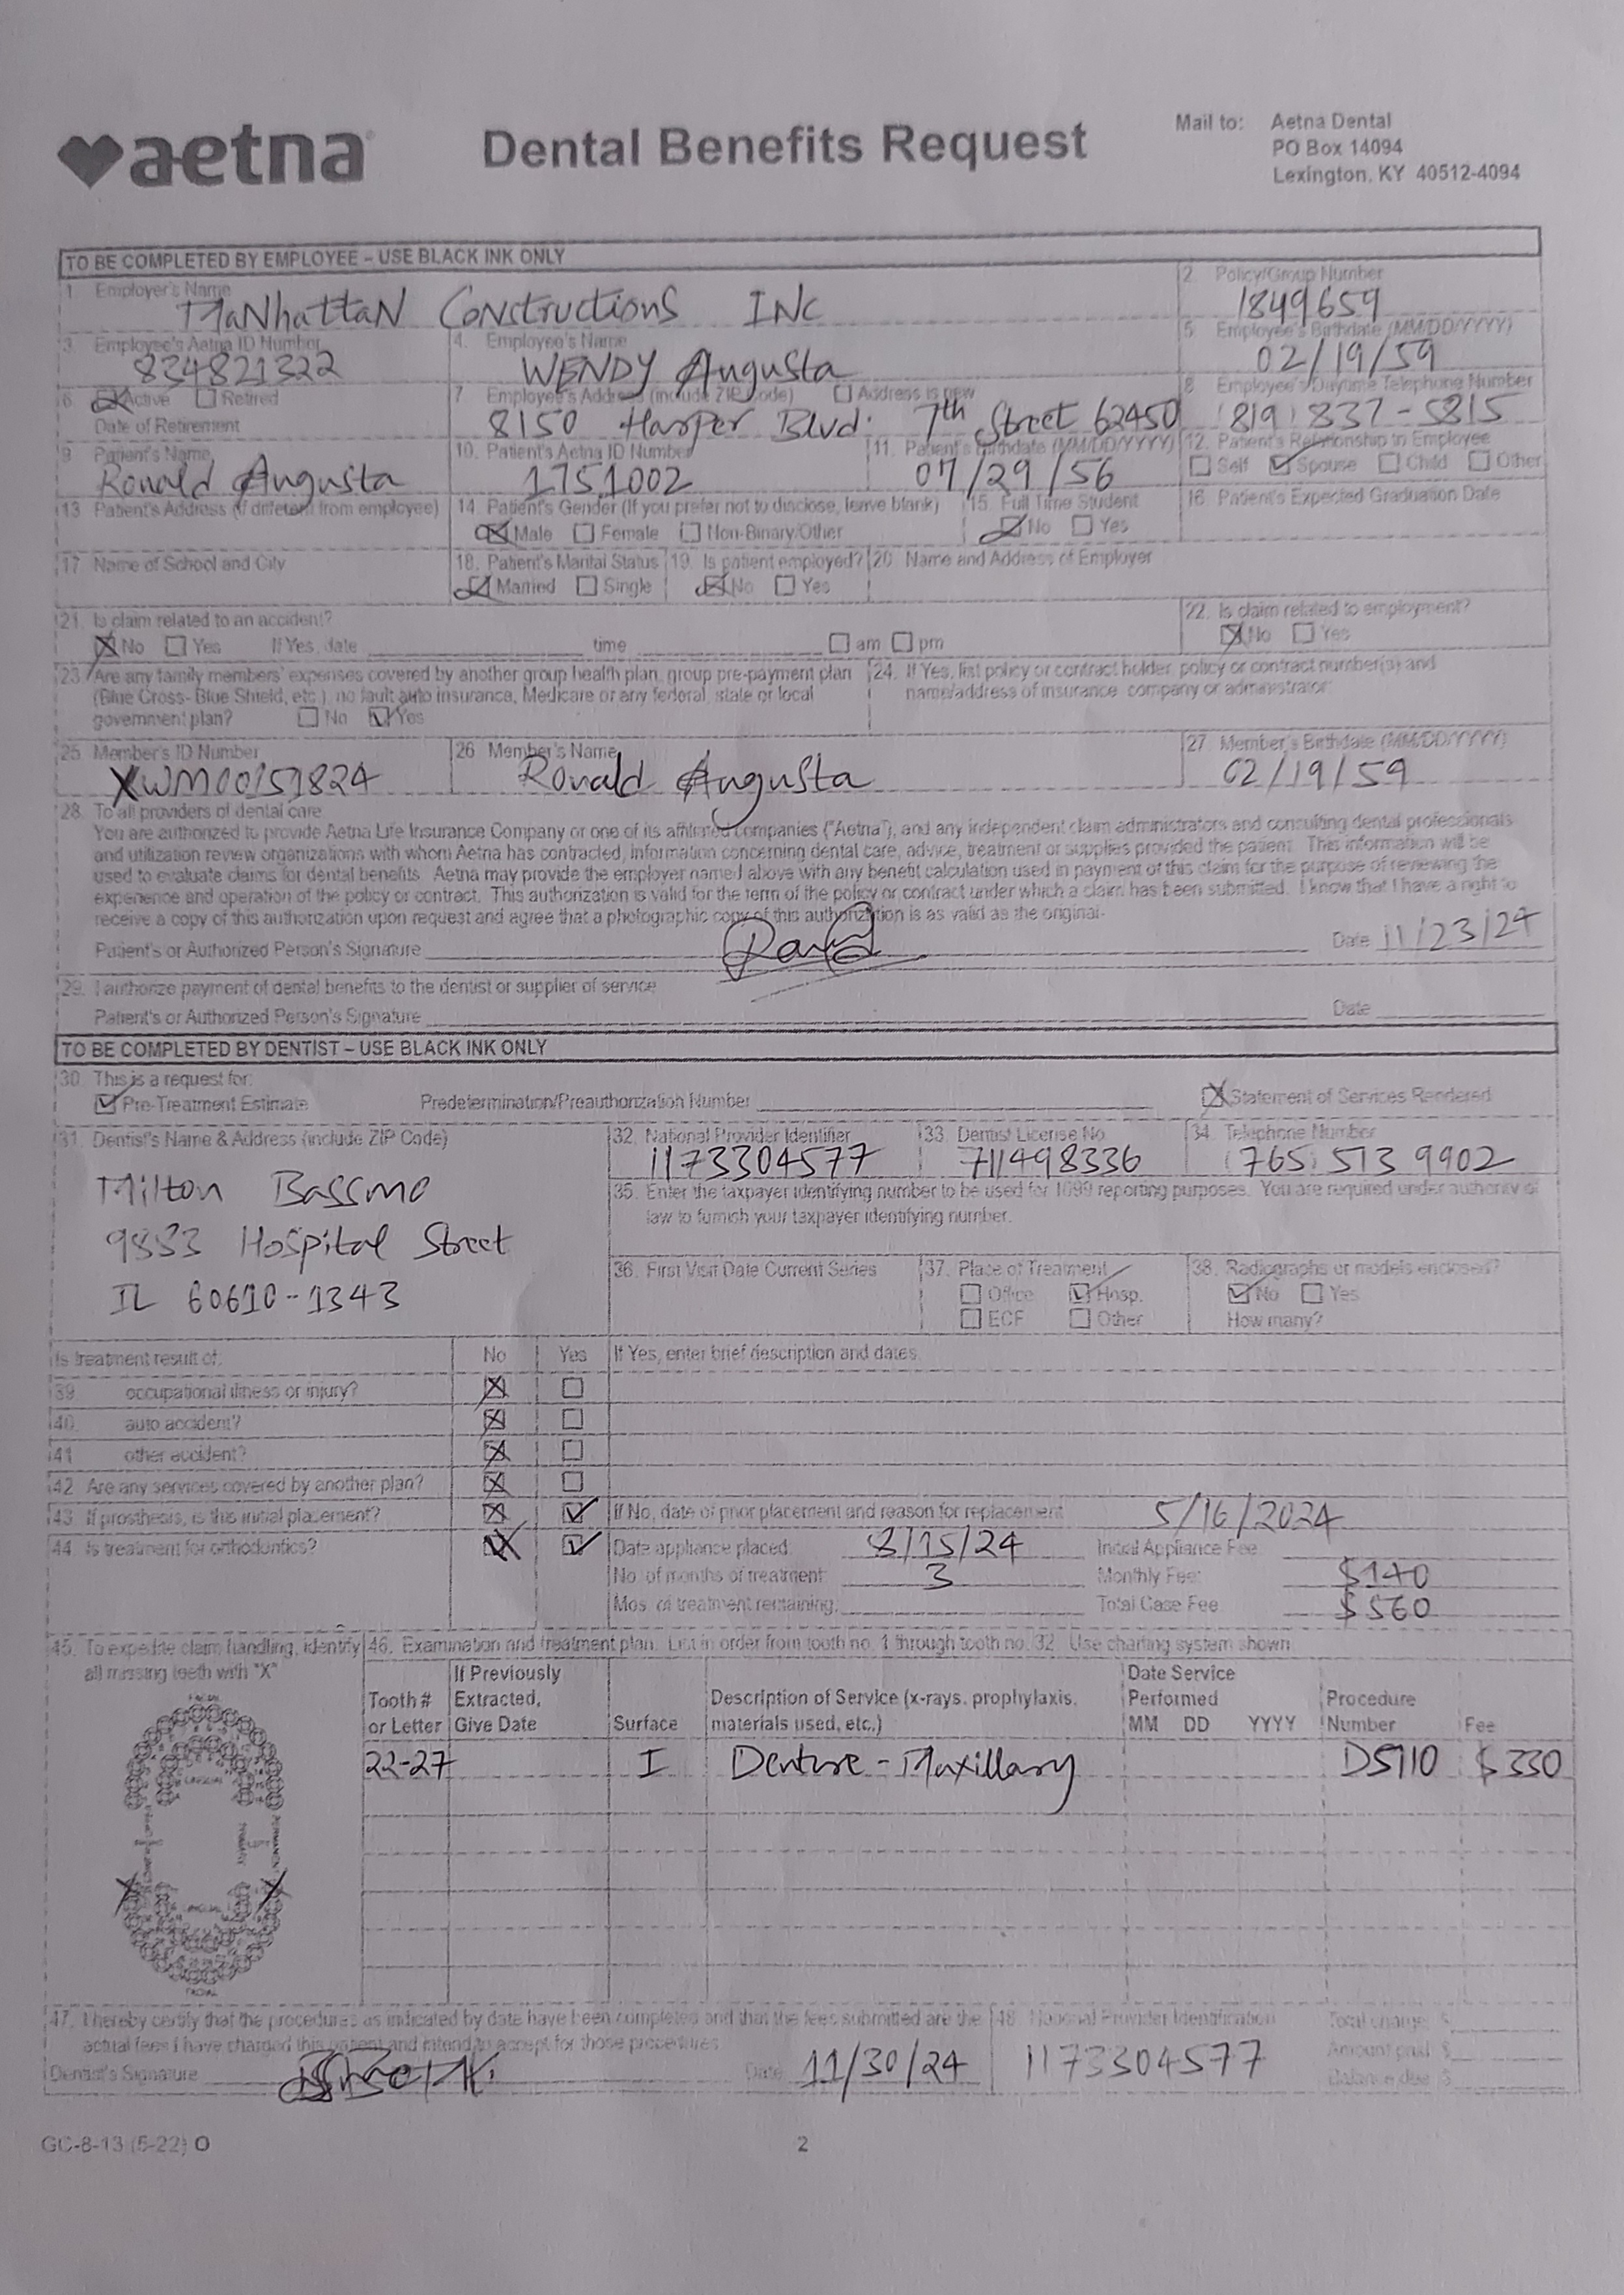 aetna
Dental Benefits Request
Mail to: Aetna Dental
PO Box 14094
Lexington, KY 40512-4094
TO BE COMPLETED BY EMPLOYEE – USE BLACK INK ONLY
1 Employer's Name
Manhattan Constructions INC
2 Policy/Group Number
1849659
3. Employee's Aetna ID Number
834821322
4. Employee's Name
WENDY Augusta
5 Employee's Birthdate (MM/DD/YYYY)
02/19/59
6 Active Retired
Date of Retirement
7 Employee's Address (include ZIP Code) Address is new
8150 Harper Blvd. 7th Street 62450
8 Employee's Daytime Telephone Number
(819) 837-5815
9 Patient's Name
Ronald Augusta
10. Patient's Aetna ID Number
1751002
11. Patient's Birthdate (MM/DD/YYYY)
07/29/56
12. Patient's Relationship to Employee
Self Spouse Child Other
13 Patient's Address (if different from employee)
14. Patient's Gender (If you prefer not to disclose, leave blank)
Male Female Non-Binary/Other
15. Full Time Student
No Yes
16. Patient's Expected Graduation Date
17 Name of School and City
18. Patient's Marital Status
Married Single
19. Is patient employed?
No Yes
20. Name and Address of Employer
21. Is claim related to an accident?
No Yes If Yes, date time am pm
22. Is claim related to employment?
No Yes
23. Are any family members' expenses covered by another group health plan, group pre-payment plan
(Blue Cross- Blue Shield, etc.), no fault auto insurance, Medicare or any federal, state or local
government plan? No Yes
24. If Yes, list policy or contract holder, policy or contract number(s) and
name/address of insurance company or administrator:
25 Member's ID Number
XWM00151824
26 Member's Name
Ronald Augusta
27. Member's Birthdate (MM/DD/YYYY)
02/19/59
28. To all providers of dental care
You are authorized to provide Aetna Life Insurance Company or one of its affiliated companies ("Aetna"), and any independent claim administrators and consulting dental professionals
and utilization review organizations with whom Aetna has contracted, information concerning dental care, advice, treatment or supplies provided the patient. This information will be
used to evaluate claims for dental benefits. Aetna may provide the employer named above with any benefit calculation used in payment of this claim for the purpose of reviewing the
experience and operation of the policy or contract. This authorization is valid for the term of the policy or contract under which a claim has been submitted. I know that I have a right to
receive a copy of this authorization upon request and agree that a photographic copy of this authorization is as valid as the original.
Patient's or Authorized Person's Signature Date 11/23/24
29. I authorize payment of dental benefits to the dentist or supplier of service
Patient's or Authorized Person's Signature Date
TO BE COMPLETED BY DENTIST – USE BLACK INK ONLY
30. This is a request for:
Pre-Treatment Estimate Predetermination/Preauthorization Number Statement of Services Rendered
31. Dentist's Name & Address (include ZIP Code)
Milton Bassmo
9833 Hospital Street
IL 60610-1343
32. National Provider Identifier
1173304577
33. Dentist License No.
711498336
34. Telephone Number
(765) 513 9902
35. Enter the taxpayer identifying number to be used for 1099 reporting purposes. You are required under authority of
law to furnish your taxpayer identifying number.
36. First Visit Date Current Series
37. Place of Treatment
Office Hosp.
ECF Other
38. Radiographs or models enclosed?
No Yes
How many?
Is treatment result of: No Yes If Yes, enter brief description and dates.
39. occupational illness or injury?
40. auto accident?
41. other accident?
42 Are any services covered by another plan?
43 If prosthesis, is this initial placement? If No, date of prior placement and reason for replacement 5/16/2024
44. Is treatment for orthodontics? Date appliance placed: 8/15/24 Initial Appliance Fee
No. of months of treatment: 3 Monthly Fee: $140
Mos. of treatment remaining: Total Case Fee $560
45. To expedite claim handling, identify
all missing teeth with "X"
FACIAL
LINGUAL
PERMANENT
PRIMARY
LINGUAL
FACIAL
46. Examination and treatment plan. List in order from tooth no. 1 through tooth no. 32. Use charting system shown.
Tooth # or Letter
If Previously Extracted, Give Date
Surface
Description of Service (x-rays, prophylaxis, materials used, etc.)
Date Service Performed MM DD YYYY
Procedure Number
Fee
22-27 I Denture-Maxillary D5110 $330
47. I hereby certify that the procedures as indicated by date have been completed and that the fees submitted are the
actual fees I have charged this patient and intend to accept for those procedures.
Dentist's Signature Date 11/30/24
48. National Provider Identification
1173304577
Total charge $
Amount paid $
Balance due $
GC-8-13 (5-22) O
2